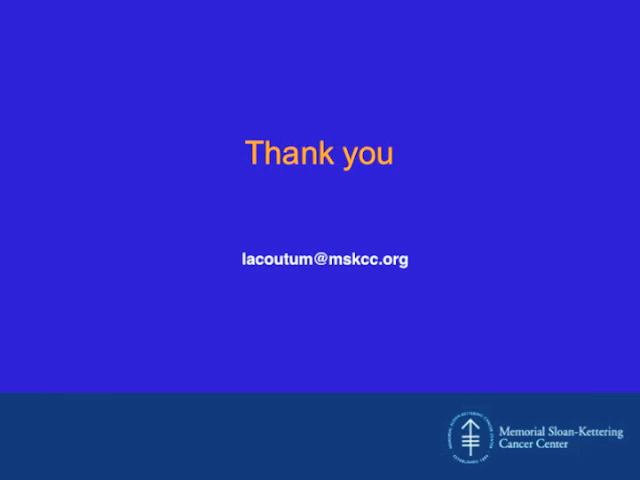 Thank you
lacoutum@mskcc.org
Memorial Sloan-Kettering
Cancer Center